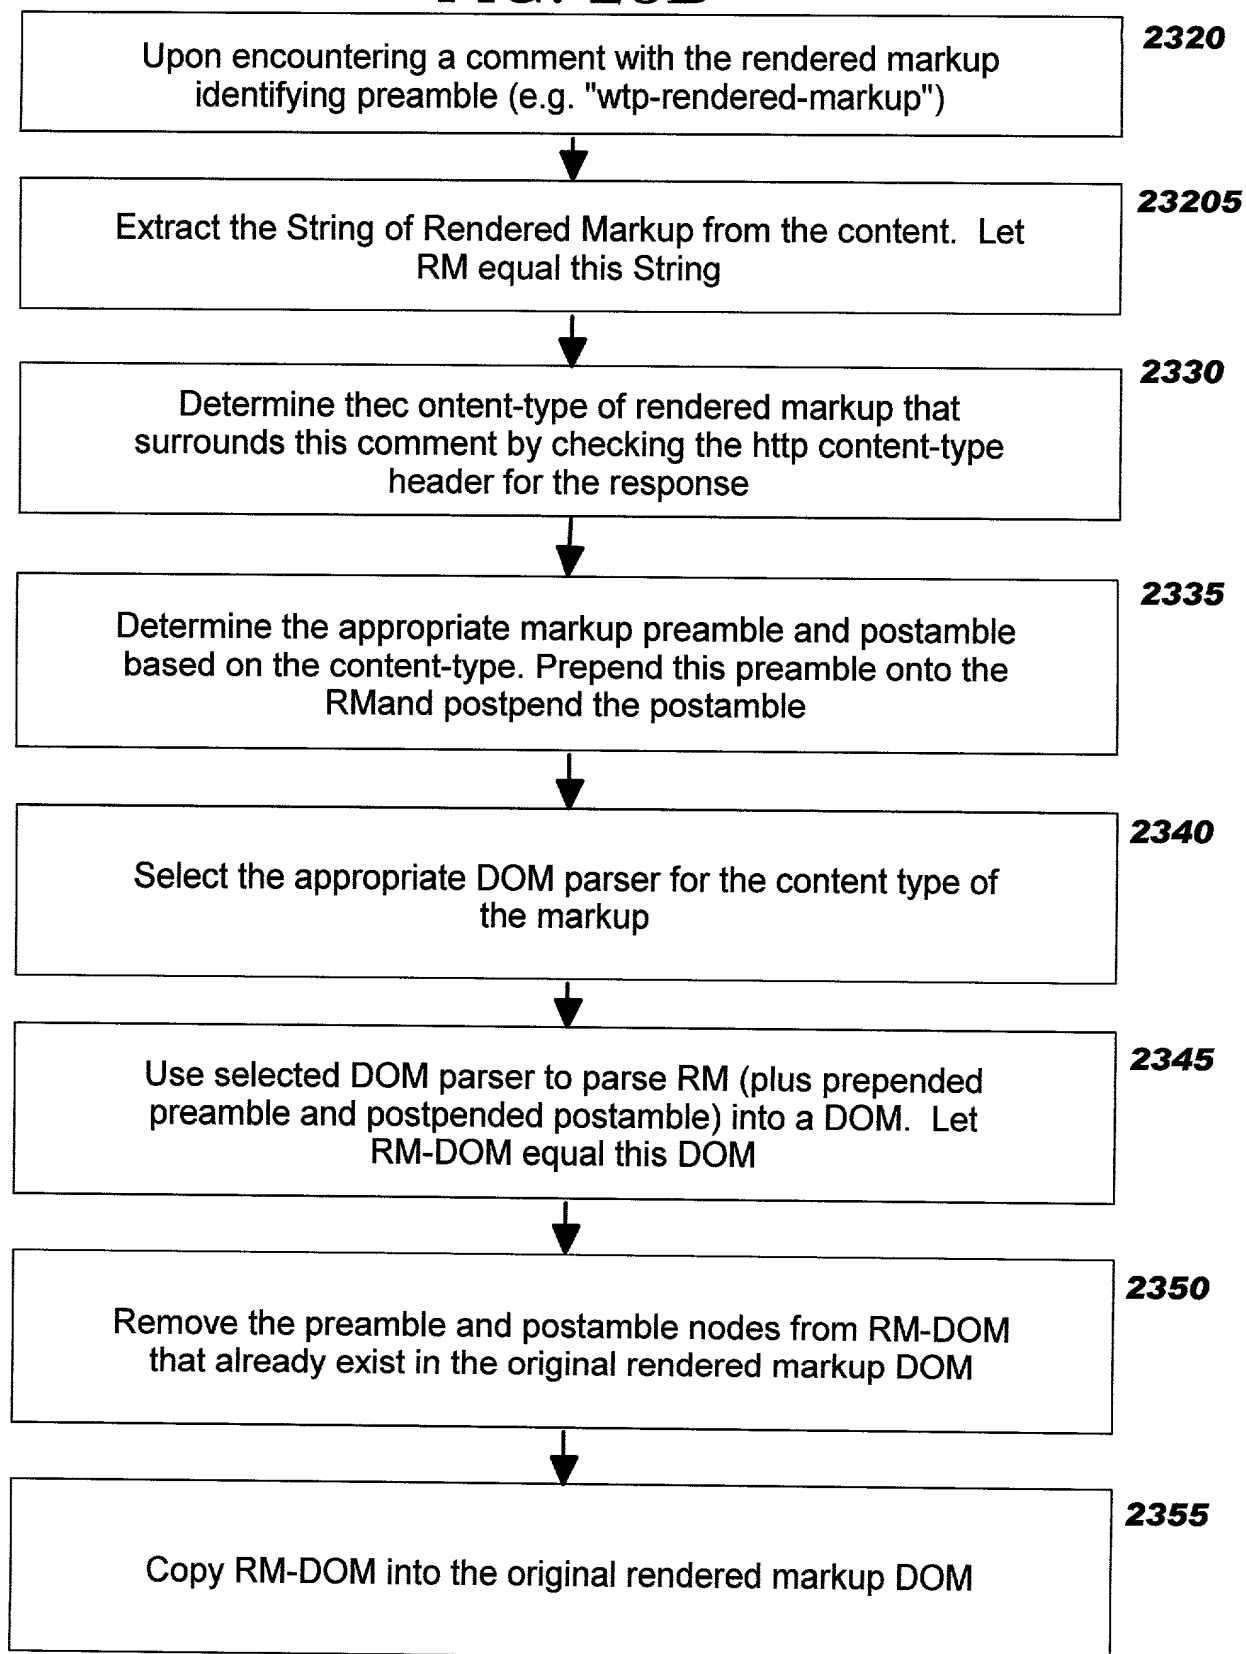 2320
Upon encountering a comment with the rendered markup
identifying preamble (e.g. "wtp-rendered-markup")
23205
Extract the String of Rendered Markup from the content. Let
RM equal this String
2330
Determine thec ontent-type of rendered markup that
surrounds this comment by checking the http content-type
header for the response
2335
Determine the appropriate markup preamble and postamble
based on the content-type. Prepend this preamble onto the
RMand postpend the postamble
2340
Select the appropriate DOM parser for the content type of
the markup
2345
Use selected DOM parser to parse RM (plus prepended
preamble and postpended postamble) into a DOM. Let
RM-DOM equal this DOM
2350
Remove the preamble and postamble nodes from RM-DOM
that already exist in the original rendered markup DOM
2355
Copy RM-DOM into the original rendered markup DOM